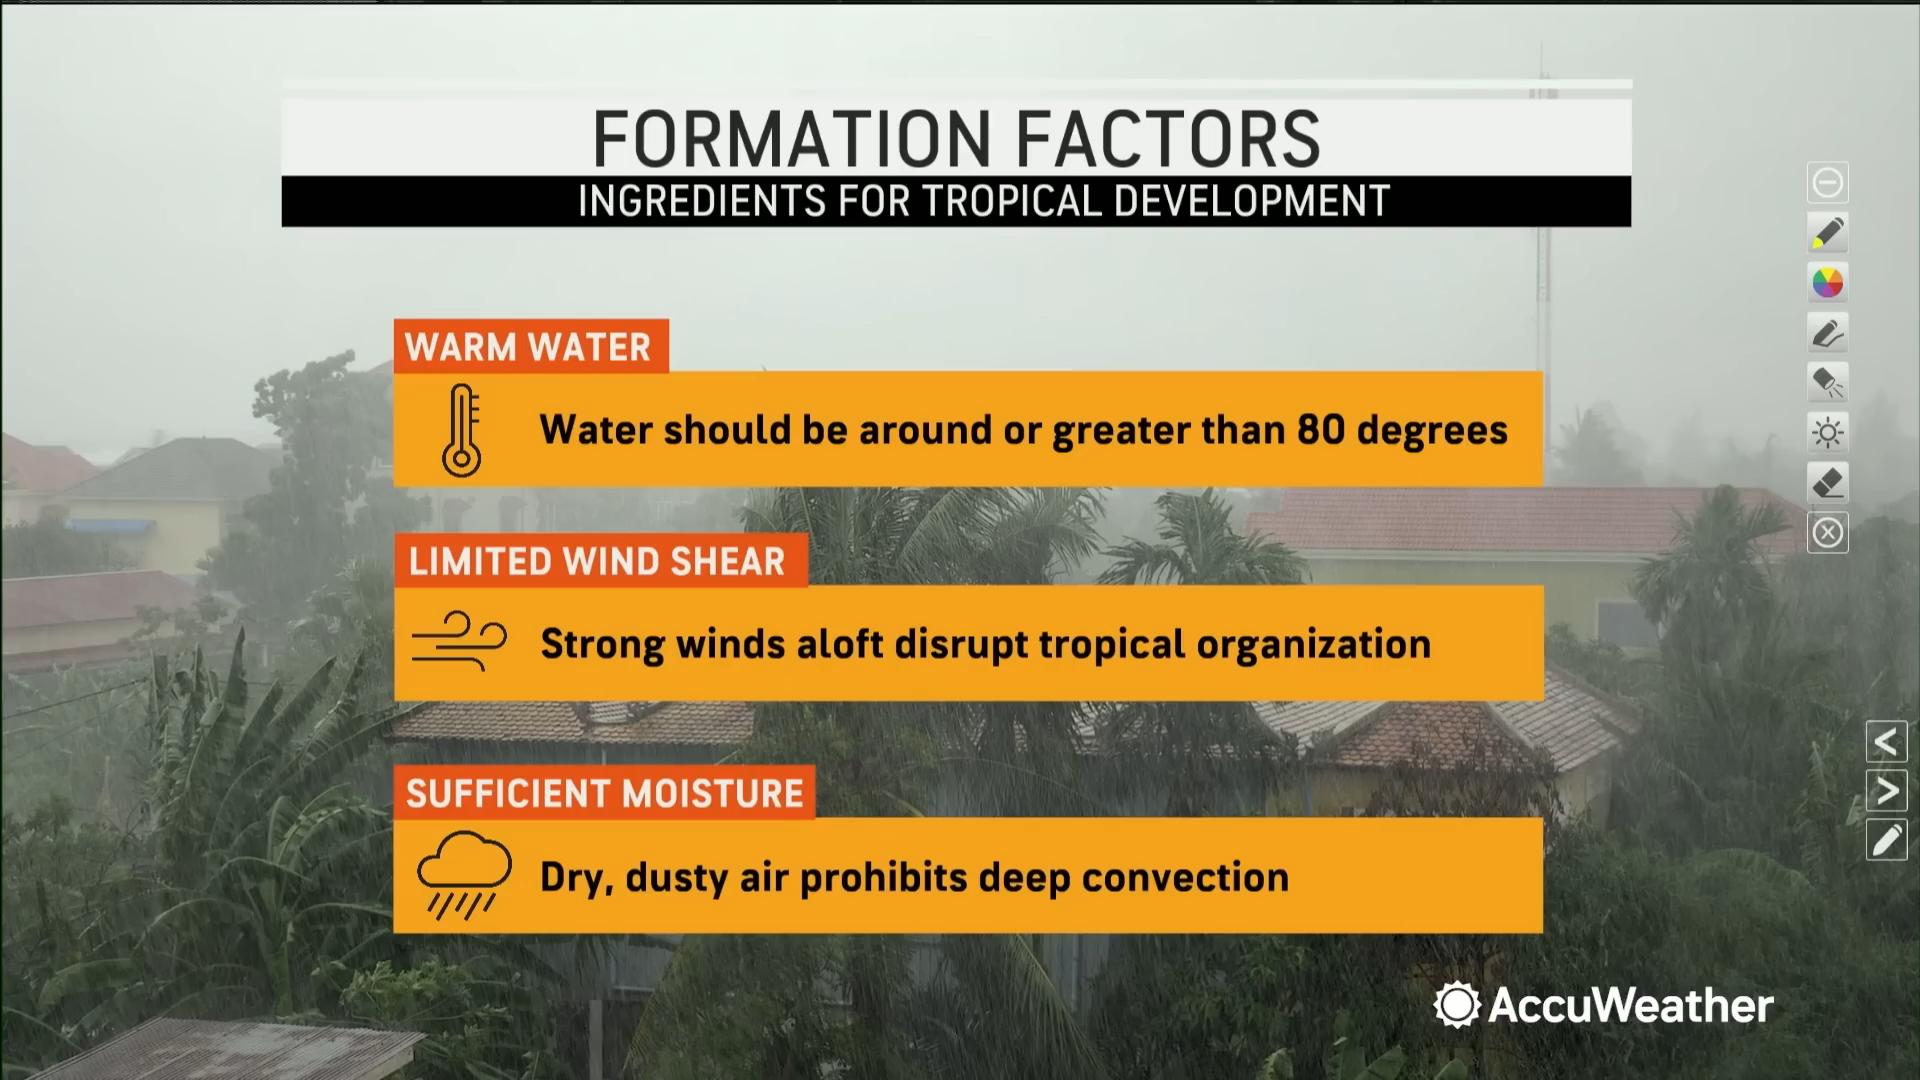 FORMATION FACTORS
INGREDIENTS FOR TROPICAL DEVELOPMENT
WARM WATER
Water should be around or greater than 80 degrees
LIMITED WIND SHEAR
Strong winds aloft disrupt tropical organization
SUFFICIENT MOISTURE
Dry, dusty air prohibits deep convection
AccuWeather